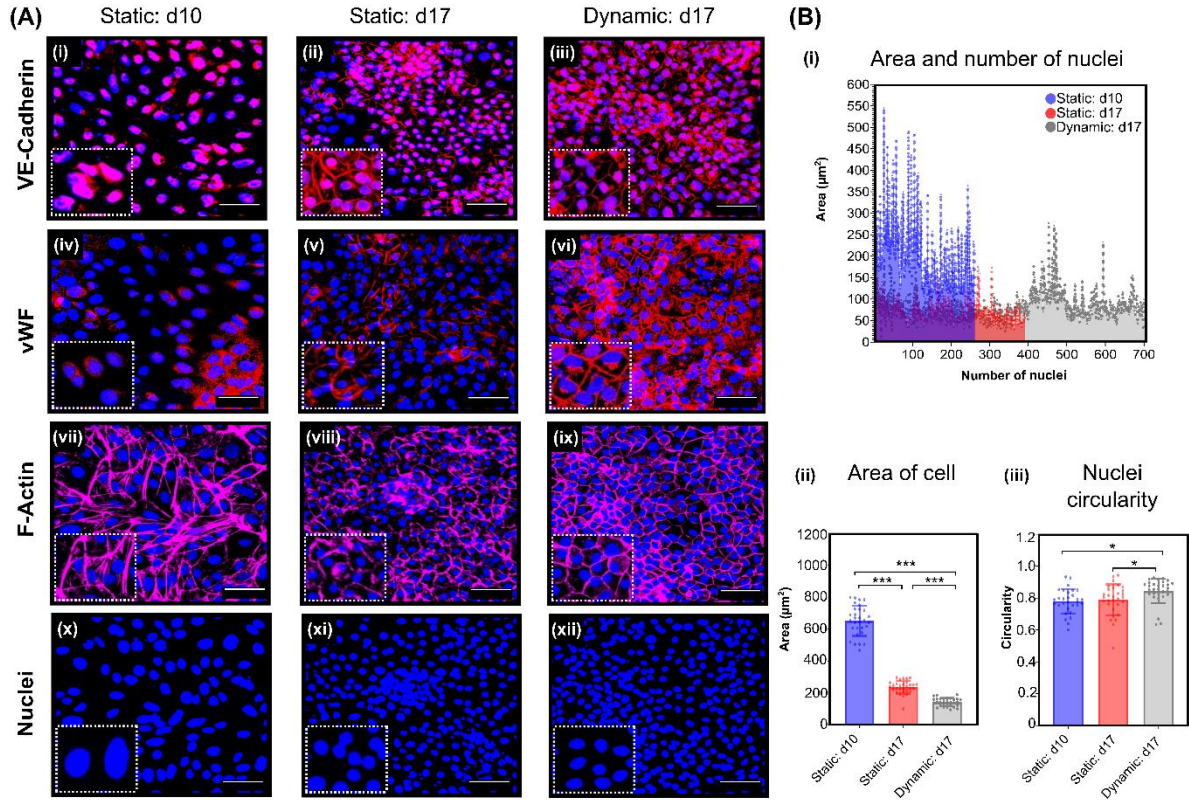 (A)
Static: d10
Static: d17
Dynamic: d17
VE-Cadherin
(i)
(ii)
(iii)
vWF
(iv)
(v)
(vi)
F-Actin
(vii)
(viii)
(ix)
Nuclei
(x)
(xi)
(xii)
(B)
(i)
Area and number of nuclei
Static: d10
Static: d17
Dynamic: d17
Area (μm²)
600
550
500
450
400
350
300
250
200
150
100
50
0
100
200
300
400
500
600
700
Number of nuclei
(ii)
Area of cell
Area (μm²)
1200
1000
800
600
400
200
0
***
***
***
Static: d10
Static: d17
Dynamic: d17
(iii)
Nuclei
circularity
Circularity
1.2
1.0
0.8
0.6
0.4
0.2
0
*
*
Static: d10
Static: d17
Dynamic: d17